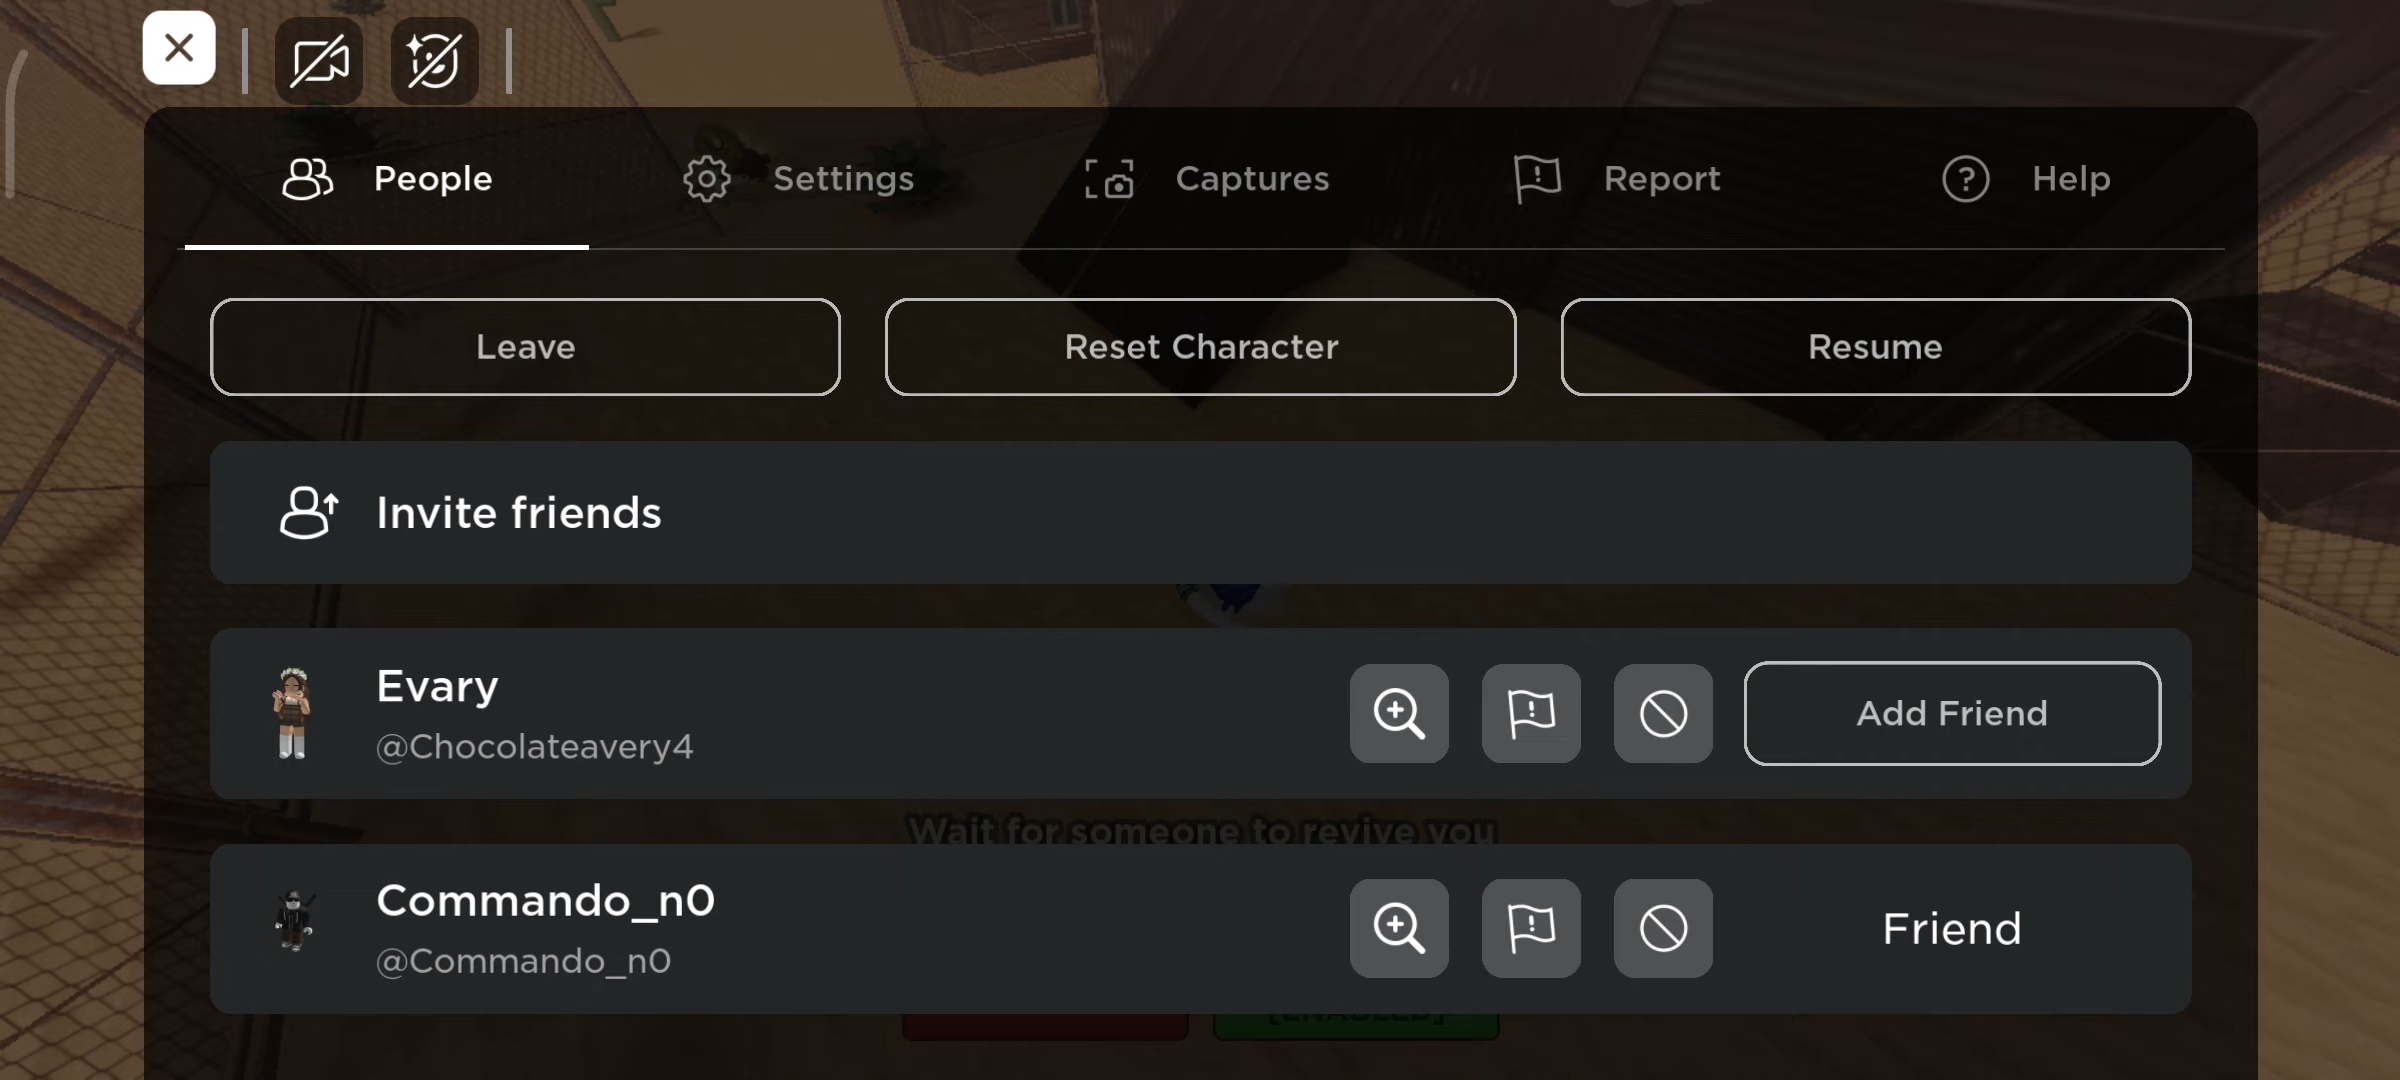 People
Settings
Captures
Report
Help
Leave
Reset Character
Resume
Invite friends
Evary
@Chocolateavery4
Add Friend
Wait for someone to revive you
Commando_n0
@Commando_n0
Friend
[ENABLED]